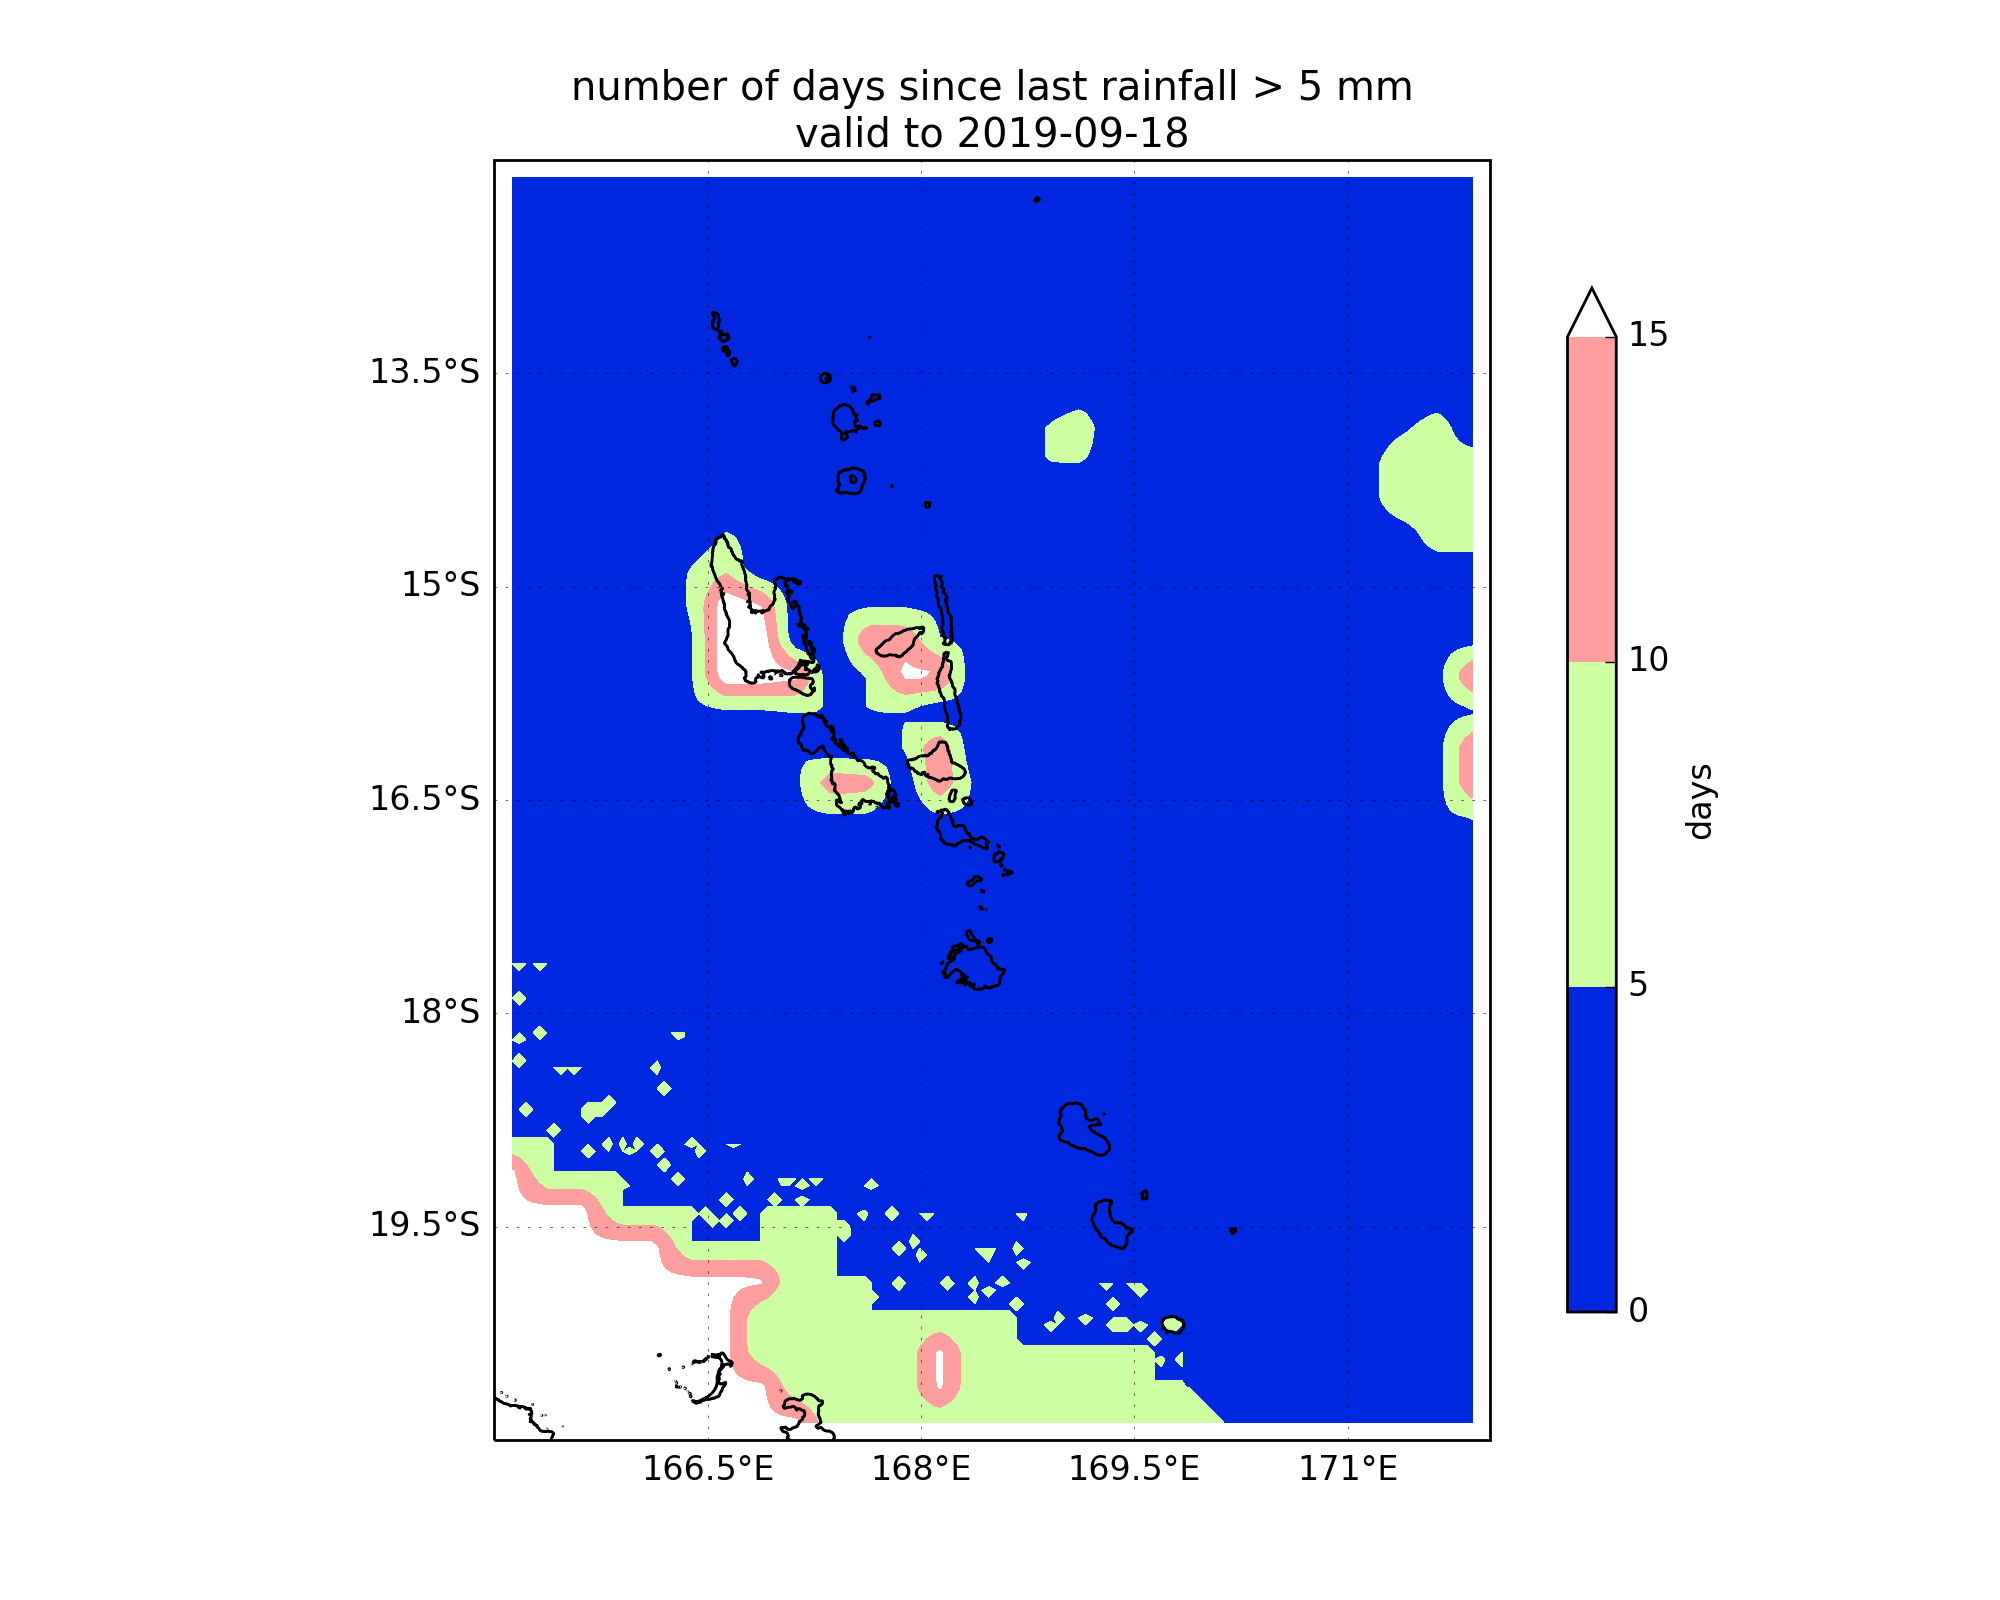 number of days since last rainfall > 5 mm
valid to 2019-09-18
13.5°S
15°S
16.5°S
18°S
19.5°S
166.5°E
168°E
169.5°E
171°E
15
10
5
0
days